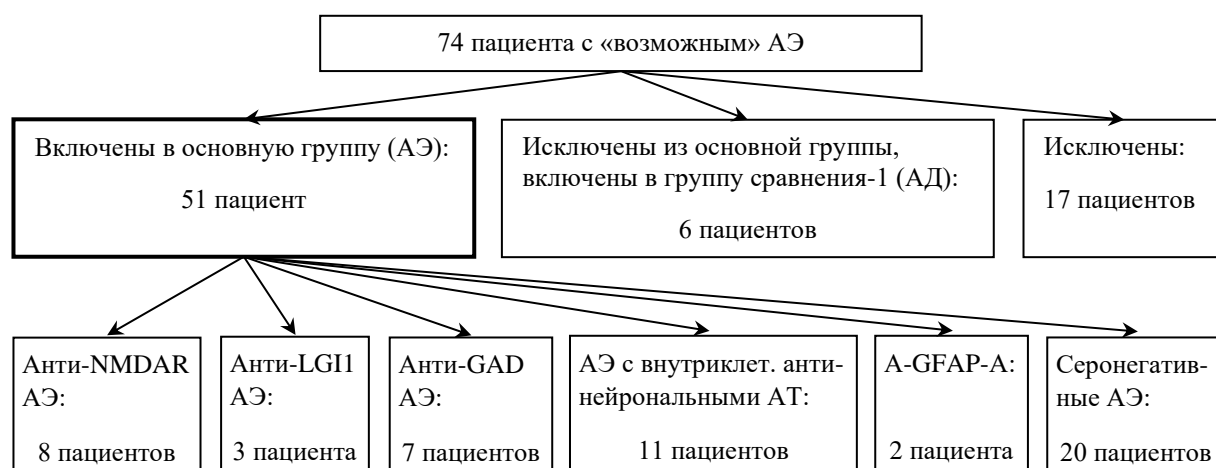 74 пациента с «возможным» АЭ
Включены в основную группу (АЭ):
51 пациент
Исключены из основной группы,
включены в группу сравнения-1 (АД):
6 пациентов
Исключены:
17 пациентов
Анти-NMDAR
АЭ:
8 пациентов
Анти-LGI1
АЭ:
3 пациента
Анти-GAD
АЭ:
7 пациентов
АЭ с внутриклет. анти-
нейрональными АТ:
11 пациентов
A-GFAP-A:
2 пациента
Серонегатив-
ные АЭ:
20 пациентов